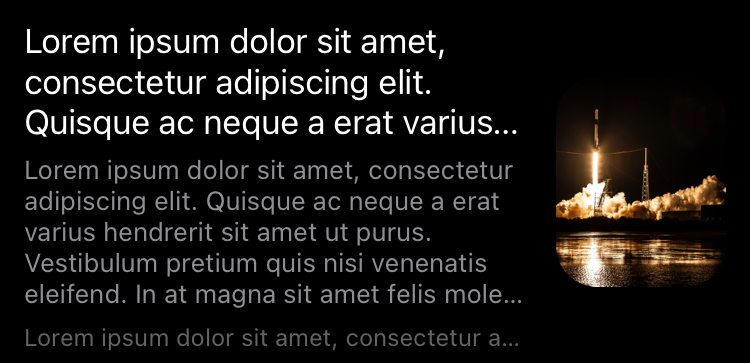 Lorem ipsum dolor sit amet,
consectetur adipiscing elit.
Quisque ac neque a erat varius...
Lorem ipsum dolor sit amet, consectetur
adipiscing elit. Quisque ac neque a erat
varius hendrerit sit amet ut purus.
Vestibulum pretium quis nisi venenatis
eleifend. In at magna sit amet felis mole...
Lorem ipsum dolor sit amet, consectetur a...